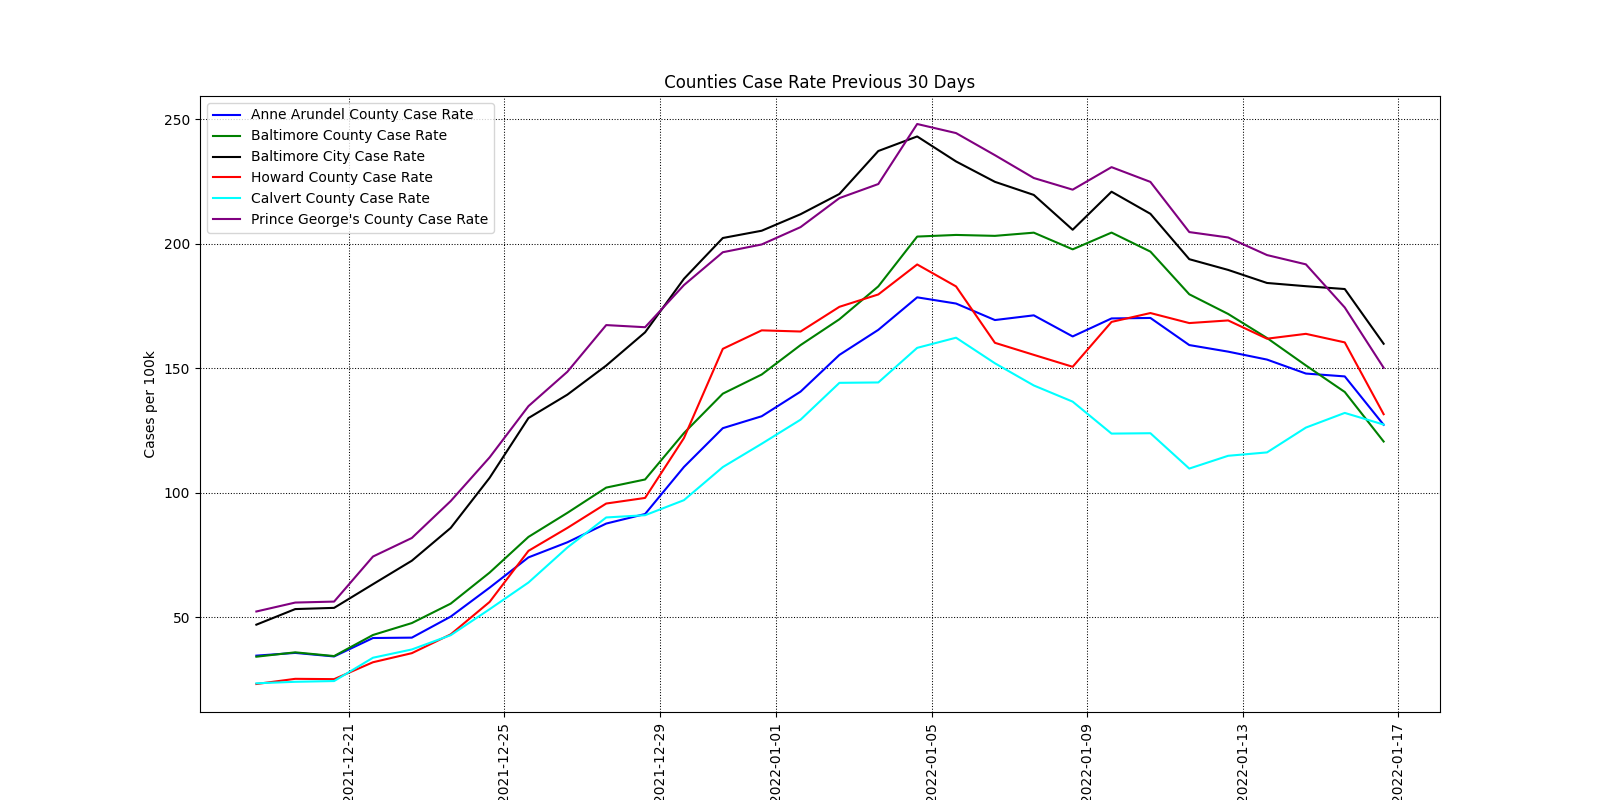 Counties Case Rate Previous 30 Days
Anne Arundel County Case Rate
Baltimore County Case Rate
Baltimore City Case Rate
Howard County Case Rate
Calvert County Case Rate
Prince George's County Case Rate
Cases per 100k
250
200
150
100
50
2021-12-21
2021-12-25
2021-12-29
2022-01-01
2022-01-05
2022-01-09
2022-01-13
2022-01-17